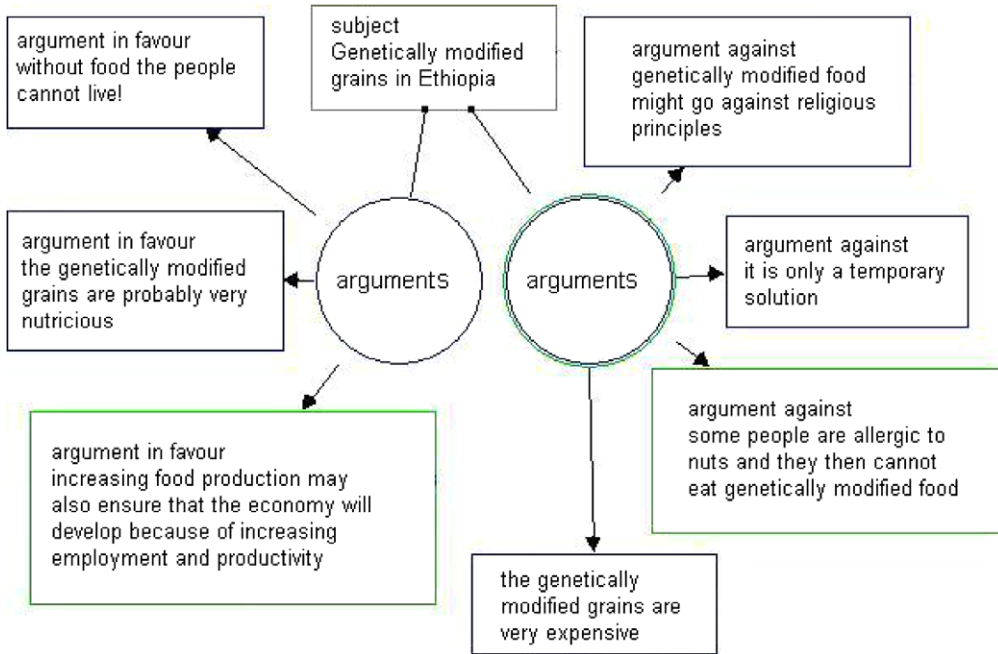 argument in favour
without food the people
cannot live!
subject
Genetically modified
grains in Ethiopia
argument against
genetically modified food
might go against religious
principles
argument in favour
the genetically modified
grains are probably very
nutricious
arguments
arguments
argument against
it is only a temporary
solution
argument in favour
increasing food production may
also ensure that the economy will
develop because of increasing
employment and productivity
argument against
some people are allergic to
nuts and they then cannot
eat genetically modified food
the genetically
modified grains are
very expensive